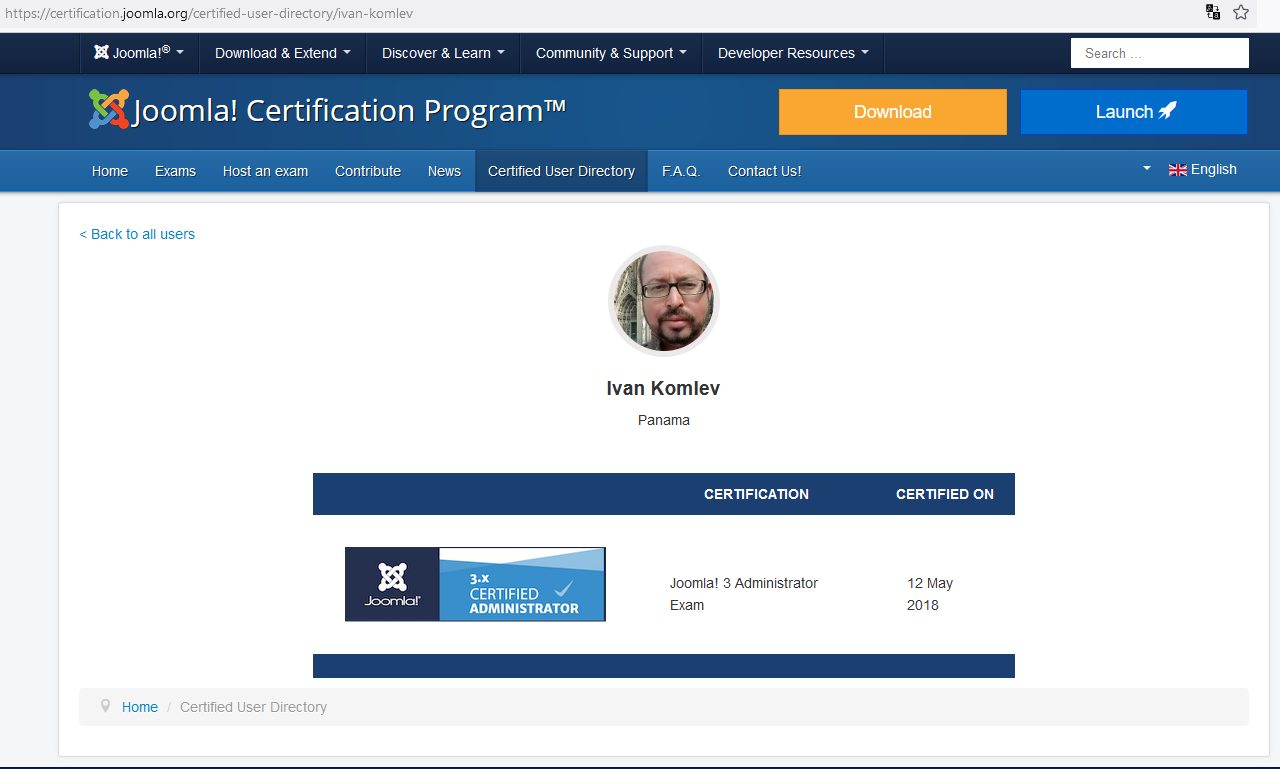 https://certification.joomla.org/certified-user-directory/ivan-komlev
Joomla!® Download & Extend Discover & Learn Community & Support Developer Resources Search ...
Joomla! Certification Program™ Download Launch
Home Exams Host an exam Contribute News Certified User Directory F.A.Q. Contact Us! English
< Back to all users
Ivan Komlev
Panama
CERTIFICATION CERTIFIED ON
Joomla!®
3.x
CERTIFIED
ADMINISTRATOR
Joomla! 3 Administrator
Exam
12 May
2018
Home / Certified User Directory